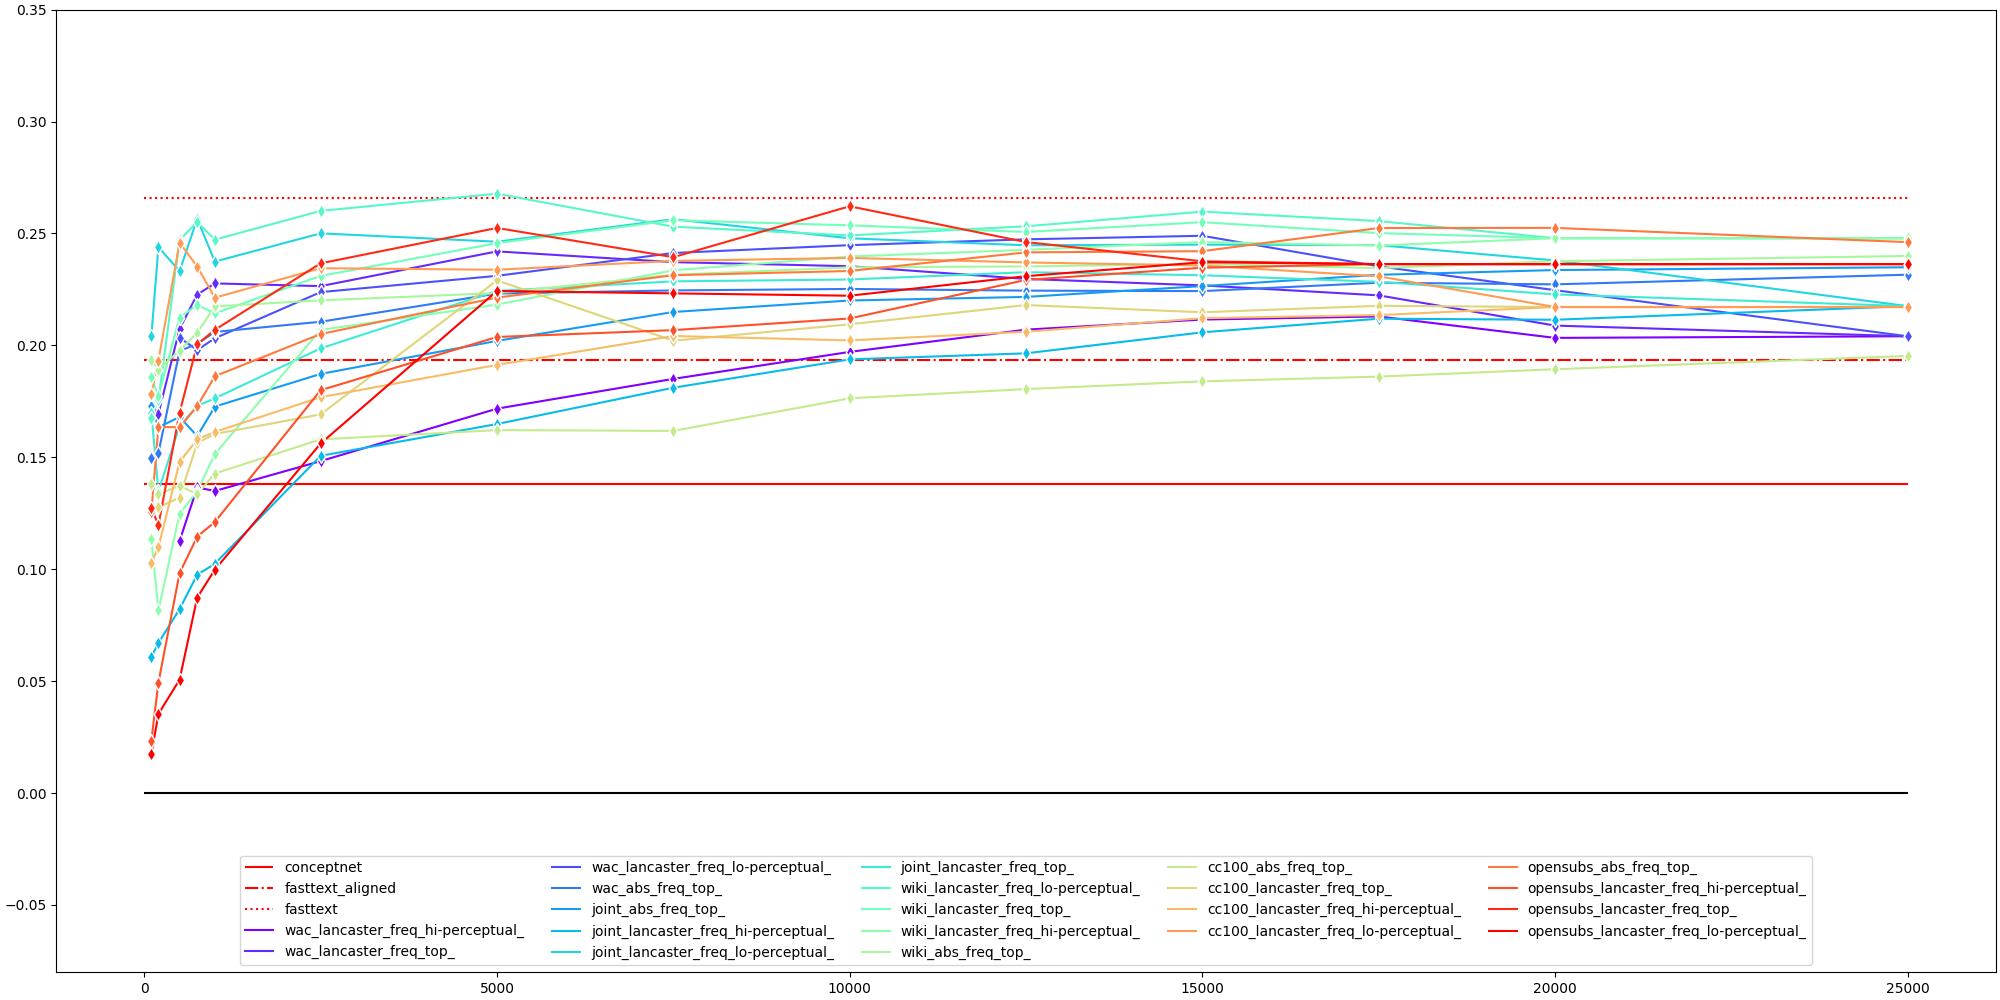 0.35
0.30
0.25
0.20
0.15
0.10
0.05
0.00
−0.05
conceptnet
fasttext_aligned
fasttext
wac_lancaster_freq_hi-perceptual_
wac_lancaster_freq_top_
wac_lancaster_freq_lo-perceptual_
wac_abs_freq_top_
joint_abs_freq_top_
joint_lancaster_freq_hi-perceptual_
joint_lancaster_freq_lo-perceptual_
joint_lancaster_freq_top_
wiki_lancaster_freq_lo-perceptual_
wiki_lancaster_freq_top_
wiki_lancaster_freq_hi-perceptual_
wiki_abs_freq_top_
cc100_abs_freq_top_
cc100_lancaster_freq_top_
cc100_lancaster_freq_hi-perceptual_
cc100_lancaster_freq_lo-perceptual_
opensubs_abs_freq_top_
opensubs_lancaster_freq_hi-perceptual_
opensubs_lancaster_freq_top_
opensubs_lancaster_freq_lo-perceptual_
0 5000 10000 15000 20000 25000